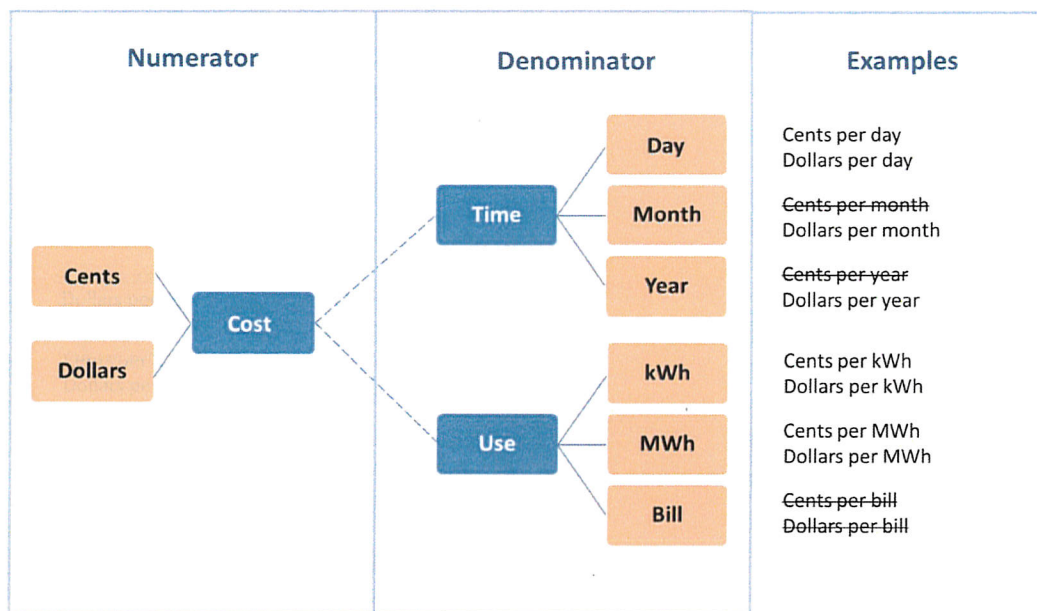 Numerator
Denominator
Examples
Cents
Dollars
Cost
Time
Use
Day
Month
Year
kWh
MWh
Bill
Cents per day
Dollars per day
Cents per month
Dollars per month
Cents per year
Dollars per year
Cents per kWh
Dollars per kWh
Cents per MWh
Dollars per MWh
Cents per bill
Dollars per bill